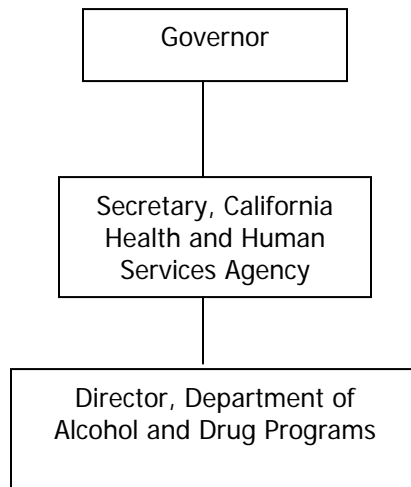 Governor
Secretary, California
Health and Human
Services Agency
Director, Department of
Alcohol and Drug Programs